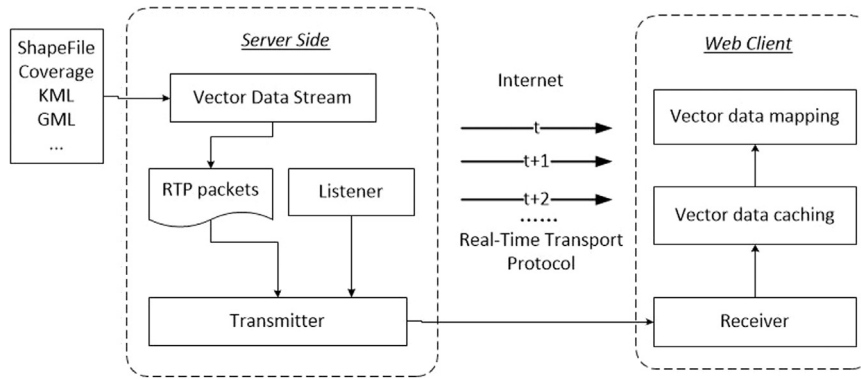 ShapeFile
Coverage
KML
GML
...
Server Side
Vector Data Stream
RTP packets
Listener
Transmitter
Internet
t
t+1
t+2
......
Real-Time Transport
Protocol
Web Client
Vector data mapping
Vector data caching
Receiver